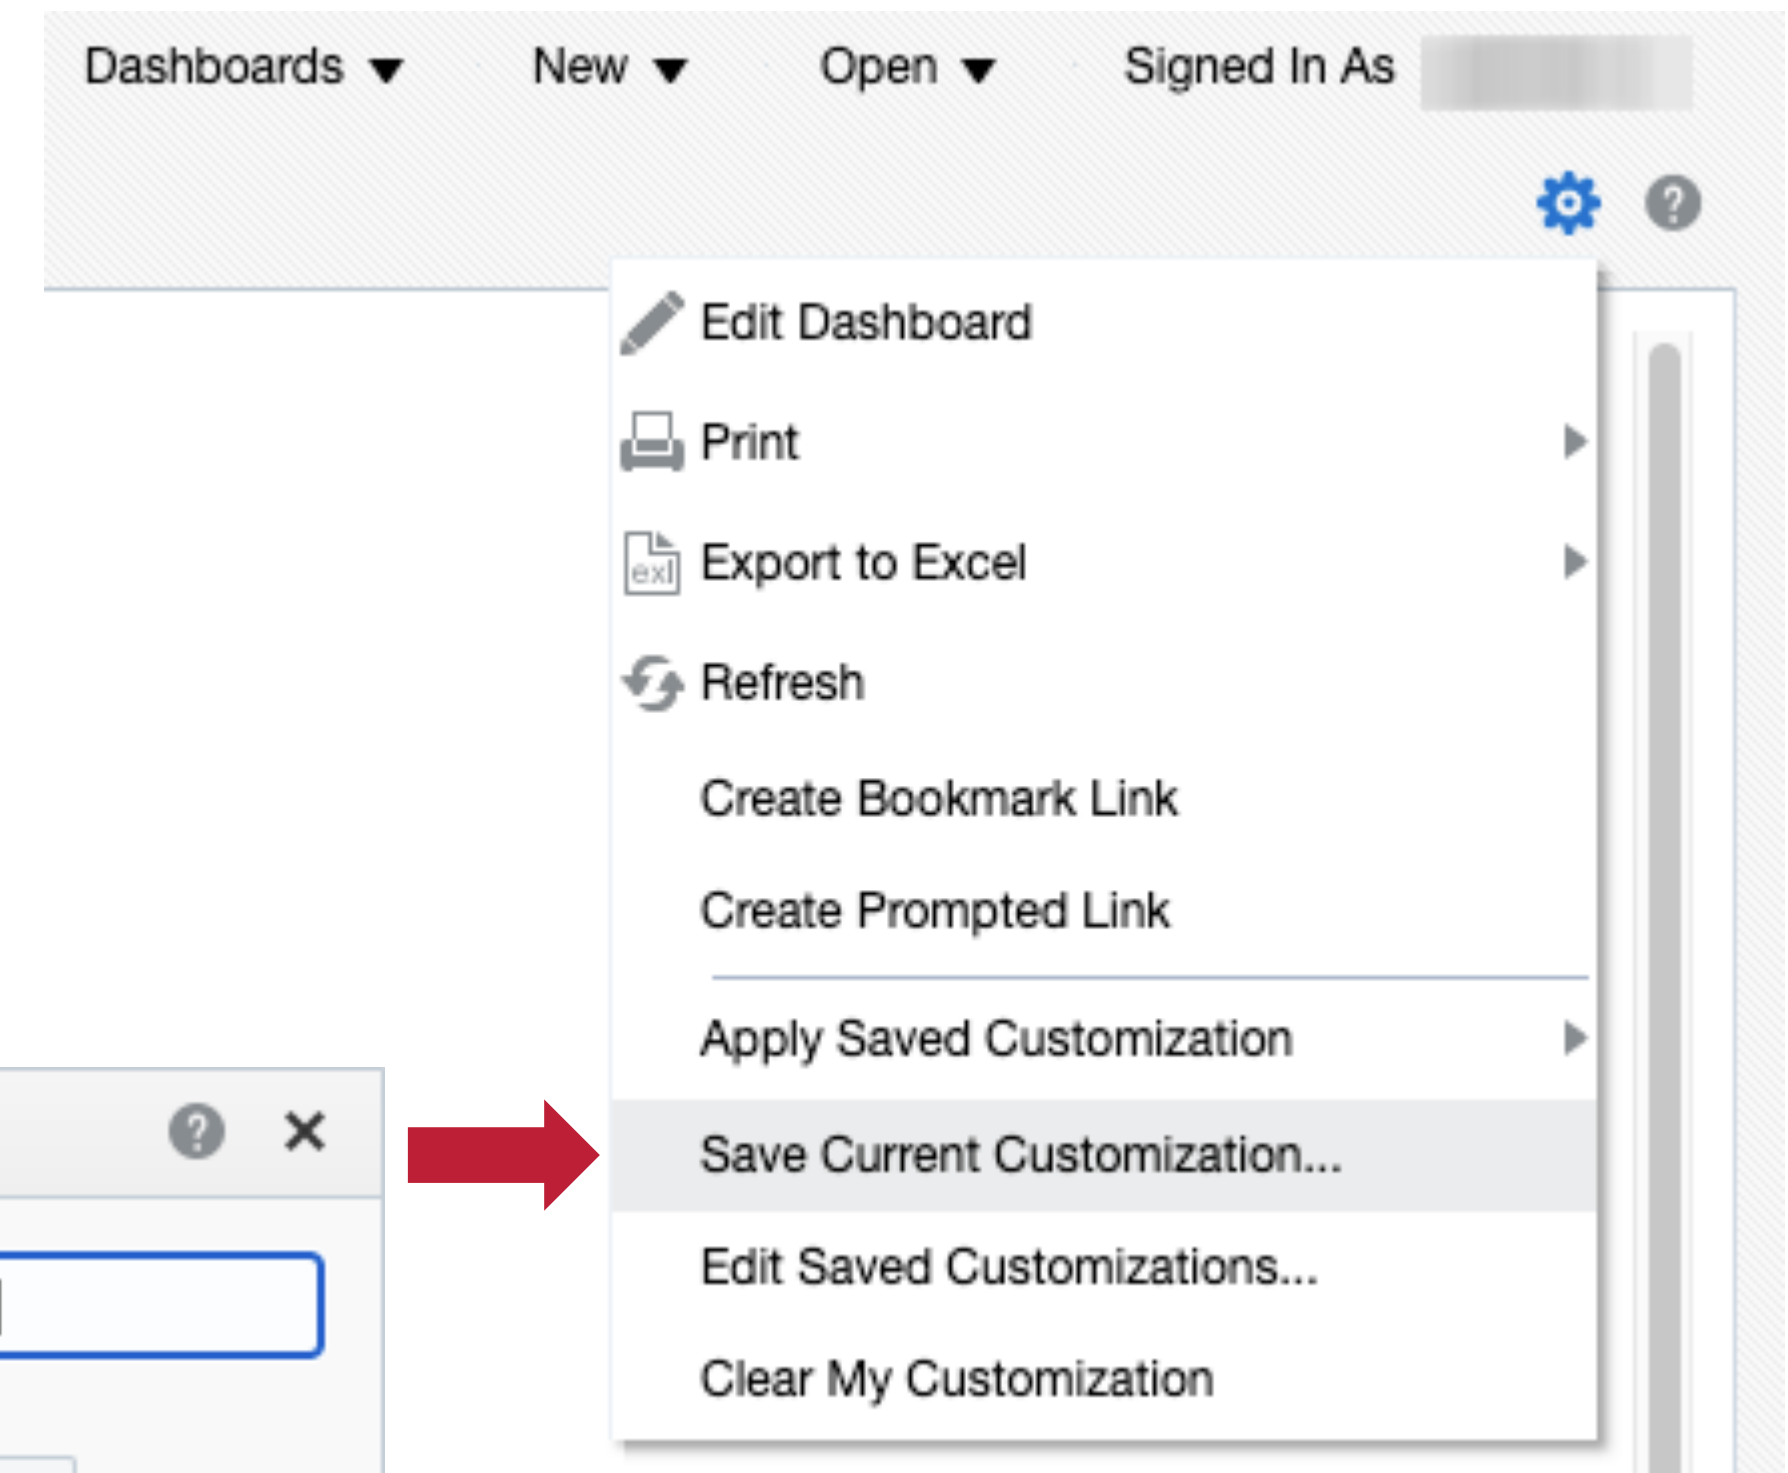 Dashboards New Open Signed In As
Edit Dashboard
Print
exl Export to Excel
Refresh
Create Bookmark Link
Create Prompted Link
Apply Saved Customization
Save Current Customization...
Edit Saved Customizations...
Clear My Customization